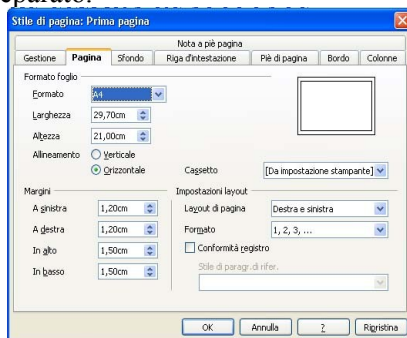 eparato.
Stile di pagina: Prima pagina
Nota a piè pagina
Gestione Pagina Sfondo Riga d'intestazione Piè di pagina Bordo Colonne
Formato foglio
Formato A4
Larghezza 29,70cm
Altezza 21,00cm
Allineamento Verticale
Orizzontale Cassetto [Da impostazione stampante]
Margini Impostazioni layout
A sinistra 1,20cm Layout di pagina Destra e sinistra
A destra 1,20cm Formato 1, 2, 3, ...
In alto 1,50cm Conformità registro
In basso 1,50cm Stile di paragr.di rifer.
OK Annulla ? Ripristina